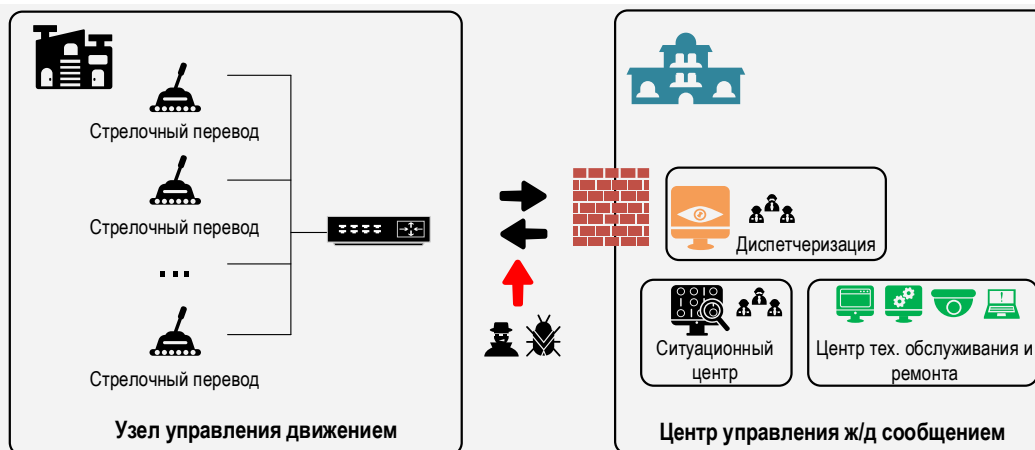 Стрелочный перевод
Стрелочный перевод
...
Стрелочный перевод
Узел управления движением
Диспетчеризация
Ситуационный
центр
Центр тех. обслуживания и
ремонта
Центр управления ж/д сообщением